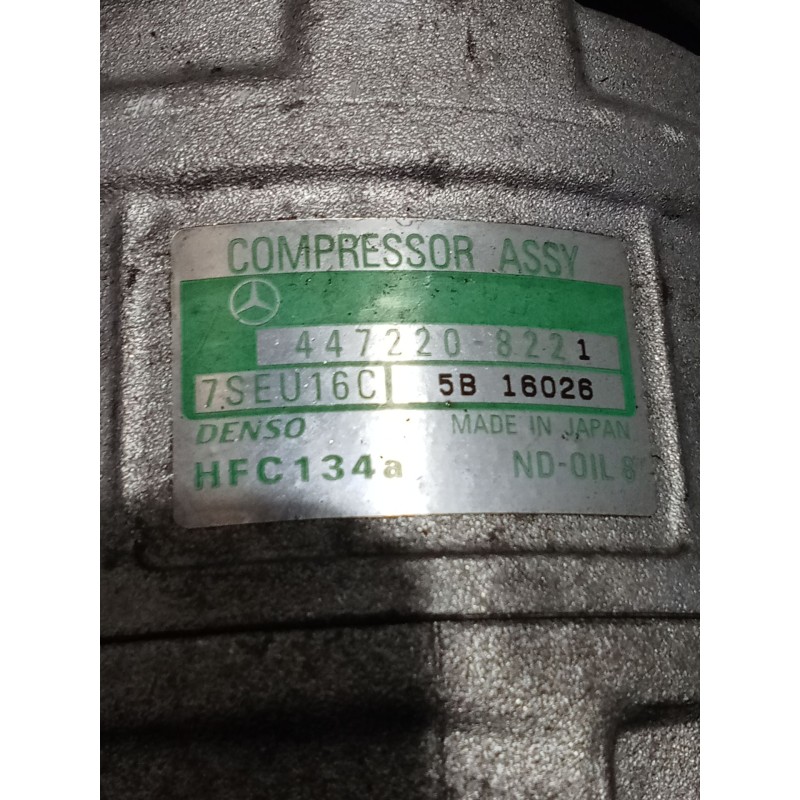 COMPRESSOR ASSY
447220-8221
7SEU16C 5B 16026
DENSO MADE IN JAPAN
HFC134a ND-OIL 8